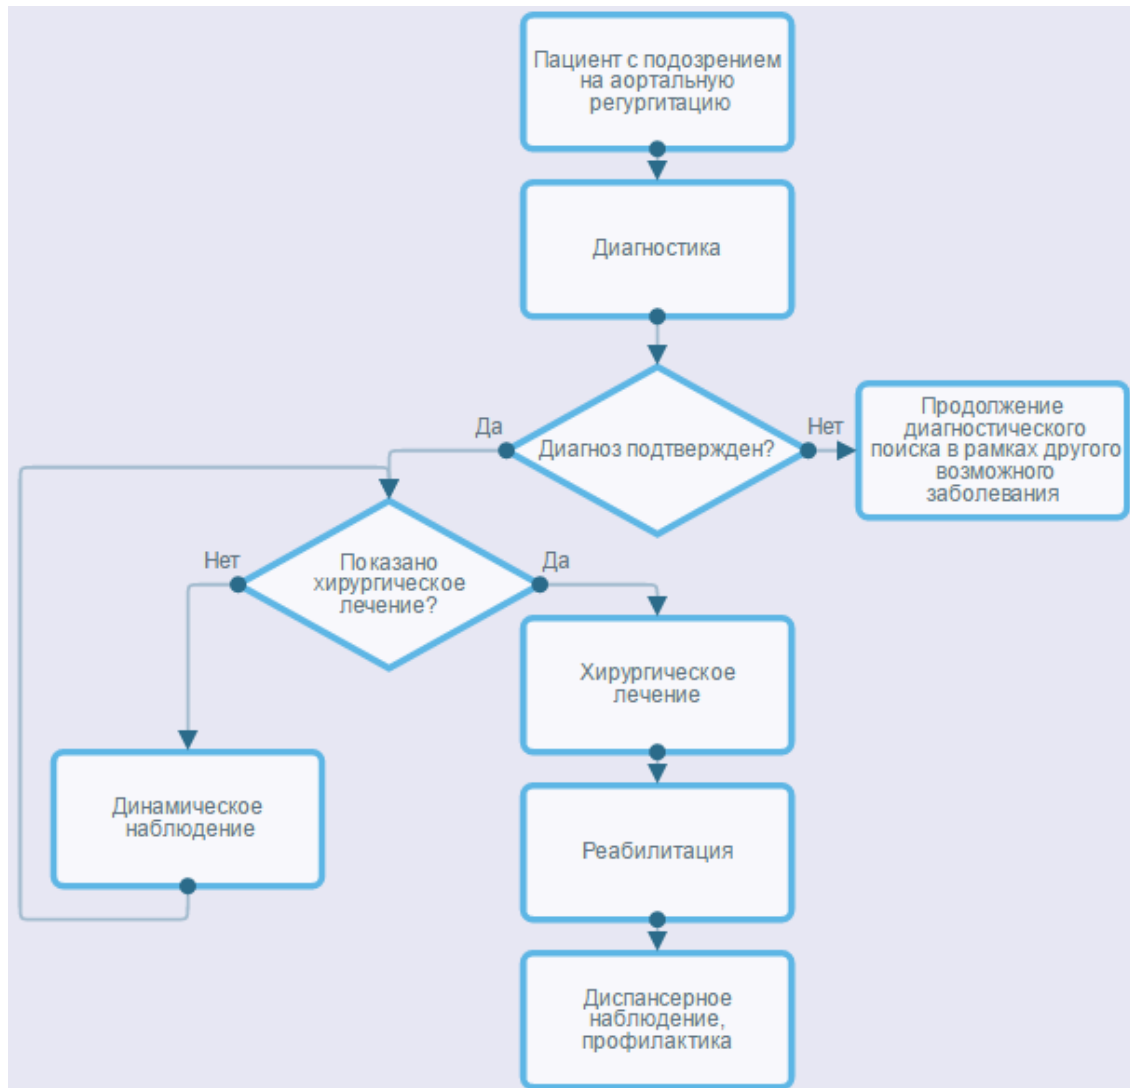 Пациент с подозрением
на аортальную
регургитацию
Диагностика
Да
Диагноз подтвержден?
Нет
Продолжение
диагностического
поиска в рамках другого
возможного
заболевания
Нет
Показано
хирургическое
лечение?
Да
Хирургическое
лечение
Динамическое
наблюдение
Реабилитация
Диспансерное
наблюдение,
профилактика